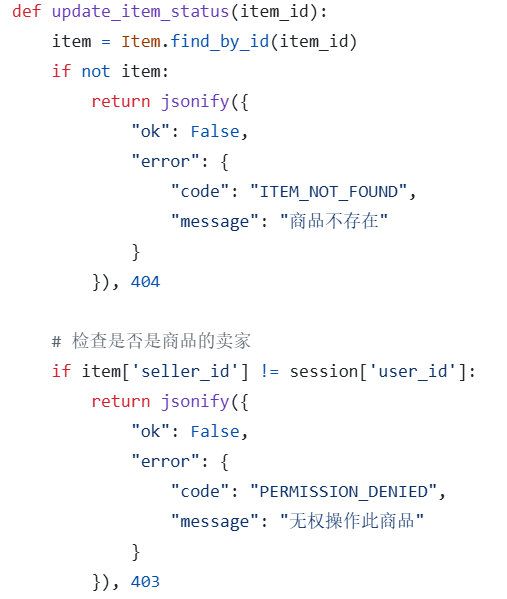 def update_item_status(item_id):
    item = Item.find_by_id(item_id)
    if not item:
        return jsonify({
            "ok": False,
            "error": {
                "code": "ITEM_NOT_FOUND",
                "message": "商品不存在"
            }
        }), 404

    # 检查是否是商品的卖家
    if item['seller_id'] != session['user_id']:
        return jsonify({
            "ok": False,
            "error": {
                "code": "PERMISSION_DENIED",
                "message": "无权操作此商品"
            }
        }), 403